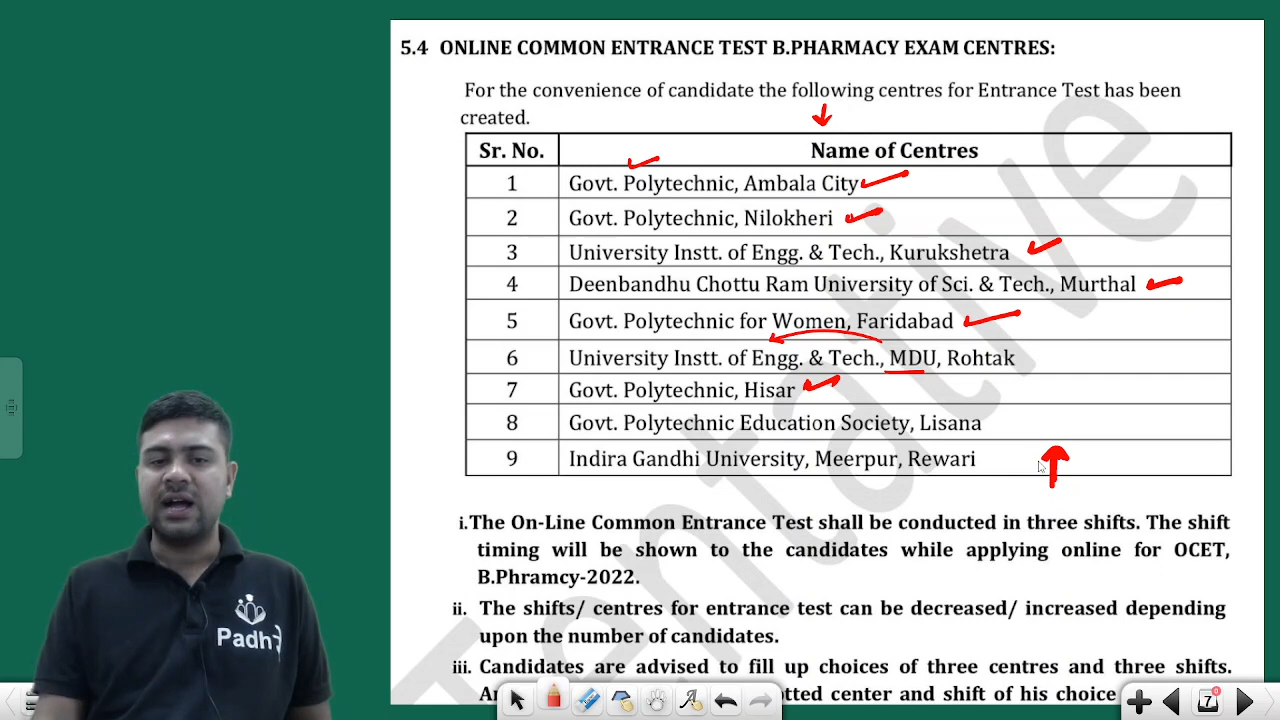 5.4 ONLINE COMMON ENTRANCE TEST B.PHARMACY EXAM CENTRES:
For the convenience of candidate the following centres for Entrance Test has been
created.
Sr. No. Name of Centres
1 Govt. Polytechnic, Ambala City
2 Govt. Polytechnic, Nilokheri
3 University Instt. of Engg. & Tech., Kurukshetra
4 Deenbandhu Chottu Ram University of Sci. & Tech., Murthal
5 Govt. Polytechnic for Women, Faridabad
6 University Instt. of Engg. & Tech., MDU, Rohtak
7 Govt. Polytechnic, Hisar
8 Govt. Polytechnic Education Society, Lisana
9 Indira Gandhi University, Meerpur, Rewari
i.The On-Line Common Entrance Test shall be conducted in three shifts. The shift
timing will be shown to the candidates while applying online for OCET,
B.Phramcy-2022.
ii. The shifts/ centres for entrance test can be decreased/ increased depending
upon the number of candidates.
iii. Candidates are advised to fill up choices of three centres and three shifts.
center and shift of his choice
Tentative
Padh
7